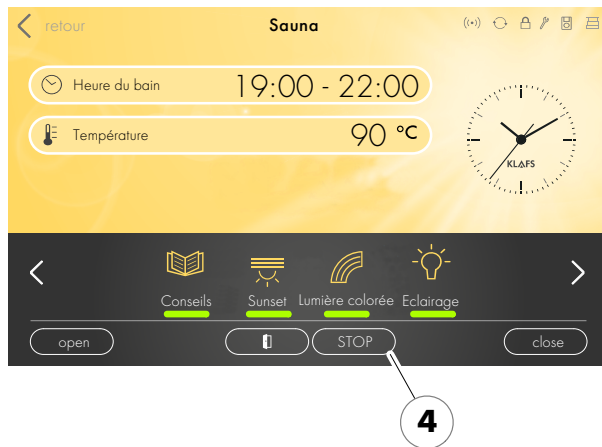 retour
Sauna
Heure du bain
19:00 - 22:00
Température
90 °C
KLAFS
Conseils
Sunset
Lumière colorée
Eclairage
open
STOP
close
4